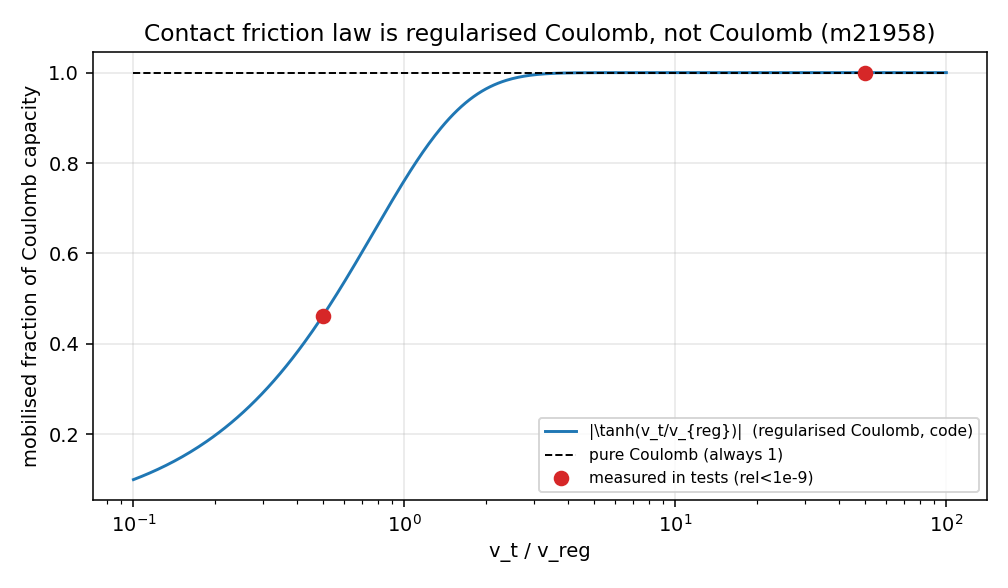 Contact friction law is regularised Coulomb, not Coulomb (m21958)
mobilised fraction of Coulomb capacity
1.0
0.8
0.6
0.4
0.2
|\tanh(v_t/v_{reg})|  (regularised Coulomb, code)
pure Coulomb (always 1)
measured in tests (rel<1e-9)
10⁻¹
10⁰
10¹
10²
v_t / v_reg